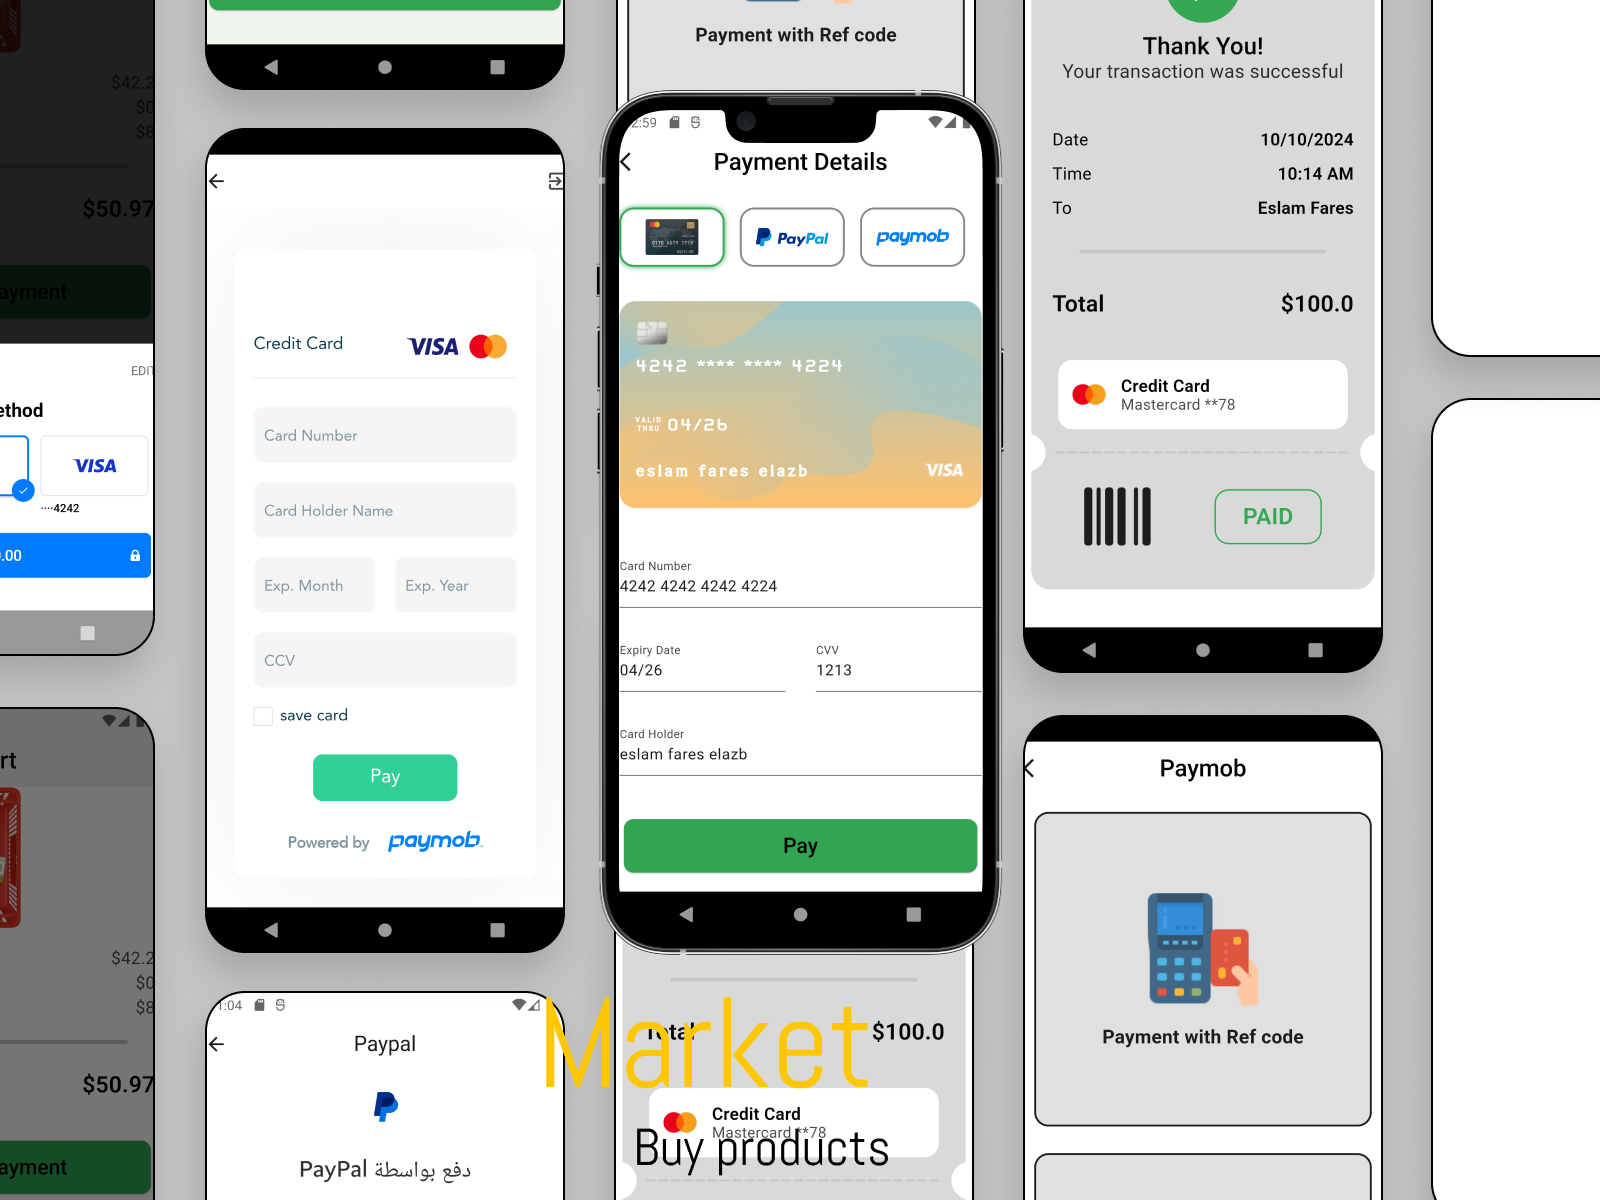 $42.2
$0
$8
$50.97
ayment
EDIT
ethod
VISA
····4242
.00
rt
$42.2
$0
$8
$50.97
ayment
Credit Card
VISA
Card Number
Card Holder Name
Exp. Month
Exp. Year
CCV
save card
Pay
Powered by paymob
1:04
Paypal
PayPal دفع بواسطة
Payment with Ref code
2:59
Payment Details
PayPal
paymob
4242 **** **** 4224
VALID
THRU 04/26
eslam fares elazb
VISA
Card Number
4242 4242 4242 4224
Expiry Date
04/26
CVV
1213
Card Holder
eslam fares elazb
Pay
Total $100.0
Market
Credit Card
Mastercard **78
Buy products
Thank You!
Your transaction was successful
Date 10/10/2024
Time 10:14 AM
To Eslam Fares
Total $100.0
Credit Card
Mastercard **78
PAID
Paymob
Payment with Ref code